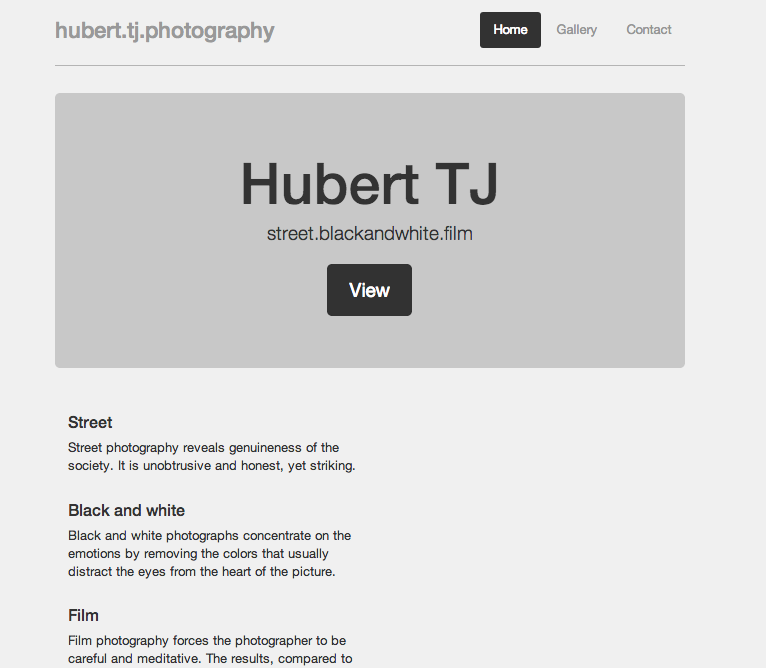 hubert.tj.photography
Home Gallery Contact
Hubert TJ
street.blackandwhite.film
View
Street
Street photography reveals genuineness of the
society. It is unobtrusive and honest, yet striking.
Black and white
Black and white photographs concentrate on the
emotions by removing the colors that usually
distract the eyes from the heart of the picture.
Film
Film photography forces the photographer to be
careful and meditative. The results, compared to